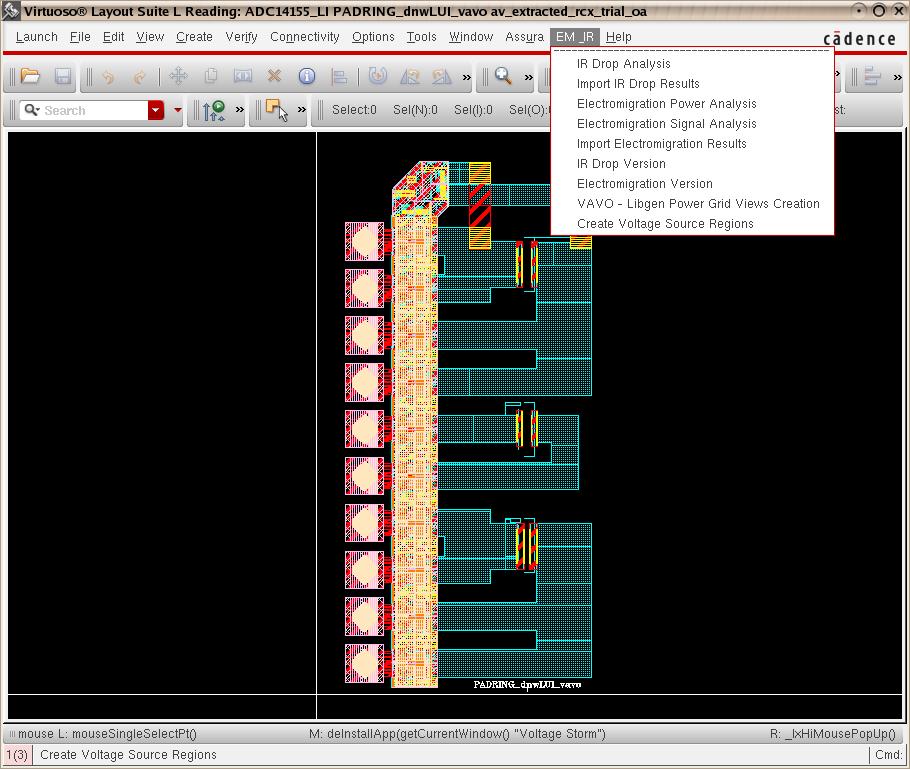 Virtuoso® Layout Suite L Reading: ADC14155_LI PADRING_dnwLUI_vavo av_extracted_rcx_trial_oa
Launch File Edit View Create Verify Connectivity Options Tools Window Assura EM _IR Help
cādence
IR Drop Analysis
Import IR Drop Results
Electromigration Power Analysis
Electromigration Signal Analysis
Import Electromigration Results
IR Drop Version
Electromigration Version
VAVO - Libgen Power Grid Views Creation
Create Voltage Source Regions
Search
Select:0 Sel(N):0 Sel(I):0 Sel(O):
st:
PADRING_dnwLUI_vavo
mouse L: mouseSingleSelectPt() M: deInstallApp(getCurrentWindow() "Voltage Storm") R: _lxHiMousePopUp()
1(3) Create Voltage Source Regions Cmd: